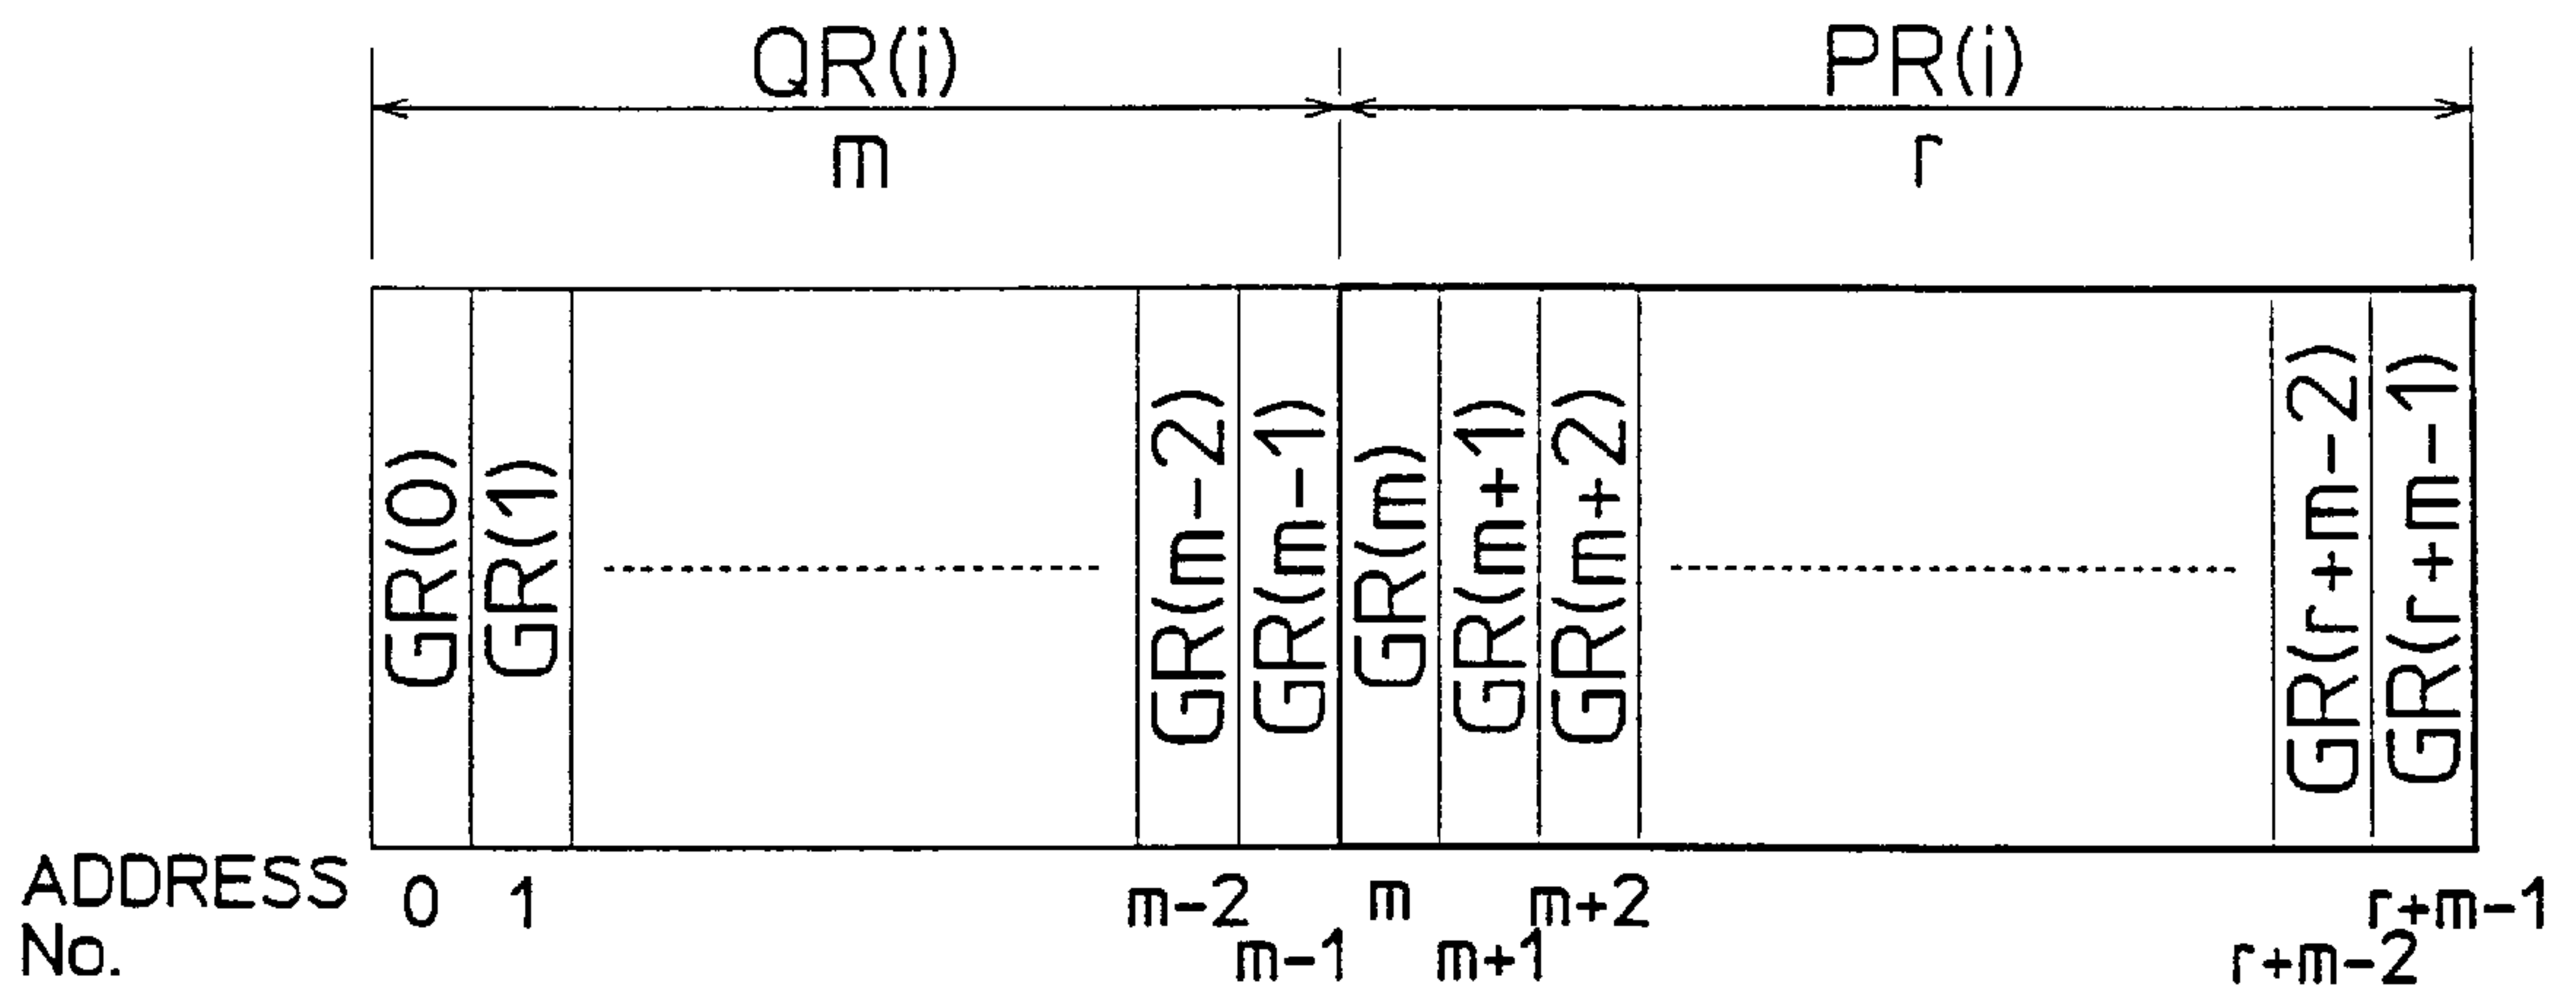 QR(i) PR(i)
m r
GR(0) GR(1) GR(m-2) GR(m-1) GR(m) GR(m+1) GR(m+2) GR(r+m-2) GR(r+m-1)
ADDRESS 0 1 m-2 m m+2 r+m-1
No. m-1 m+1 r+m-2